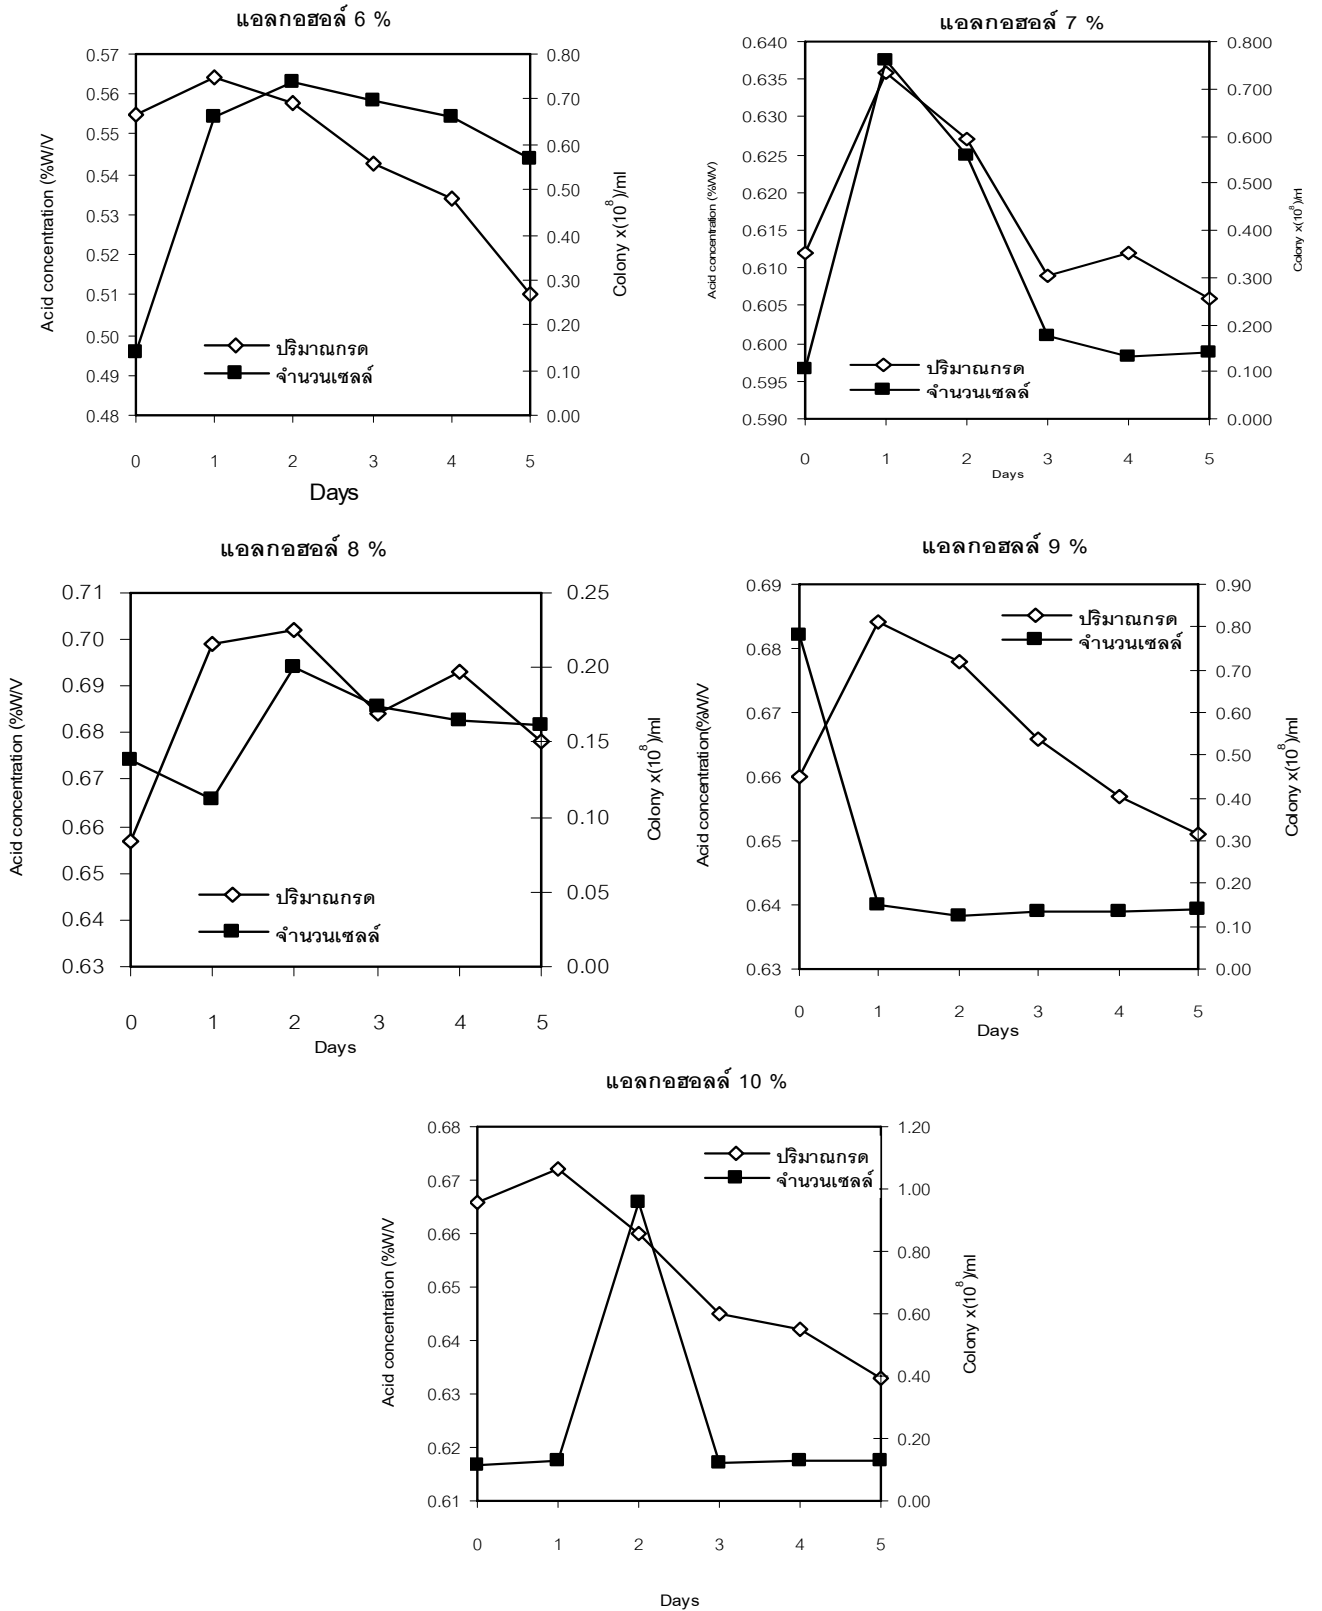 แอลกอฮอล์ 6 %
0.57
0.56
0.55
0.54
0.53
0.52
0.51
0.50
0.49
0.48
0.80
0.70
0.60
0.50
0.40
0.30
0.20
0.10
0.00
Acid concentration (%W/V)
Colony x(10⁸)/ml
ปริมาณกรด
จำนวนเซลล์
0 1 2 3 4 5
Days
แอลกอฮอล์ 7 %
0.640
0.635
0.630
0.625
0.620
0.615
0.610
0.605
0.600
0.595
0.590
0.800
0.700
0.600
0.500
0.400
0.300
0.200
0.100
0.000
Acid concentration (%W/V)
Colony x(10⁸)/ml
ปริมาณกรด
จำนวนเซลล์
0 1 2 3 4 5
Days
แอลกอฮอล์ 8 %
0.71
0.70
0.69
0.68
0.67
0.66
0.65
0.64
0.63
0.25
0.20
0.15
0.10
0.05
0.00
Acid concentration (%W/V
Colony x(10⁸)/ml
ปริมาณกรด
จำนวนเซลล์
0 1 2 3 4 5
Days
แอลกอฮลล์ 9 %
0.69
0.68
0.67
0.66
0.65
0.64
0.63
0.90
0.80
0.70
0.60
0.50
0.40
0.30
0.20
0.10
0.00
Acid concentration(%W/V
Colony x(10⁸)/ml
ปริมาณกรด
จำนวนเซลล์
0 1 2 3 4 5
Days
แอลกอฮอลล์ 10 %
0.68
0.67
0.66
0.65
0.64
0.63
0.62
0.61
1.20
1.00
0.80
0.60
0.40
0.20
0.00
Acid concentration (%W/V
Colony x(10⁸)/ml
ปริมาณกรด
จำนวนเซลล์
0 1 2 3 4 5
Days